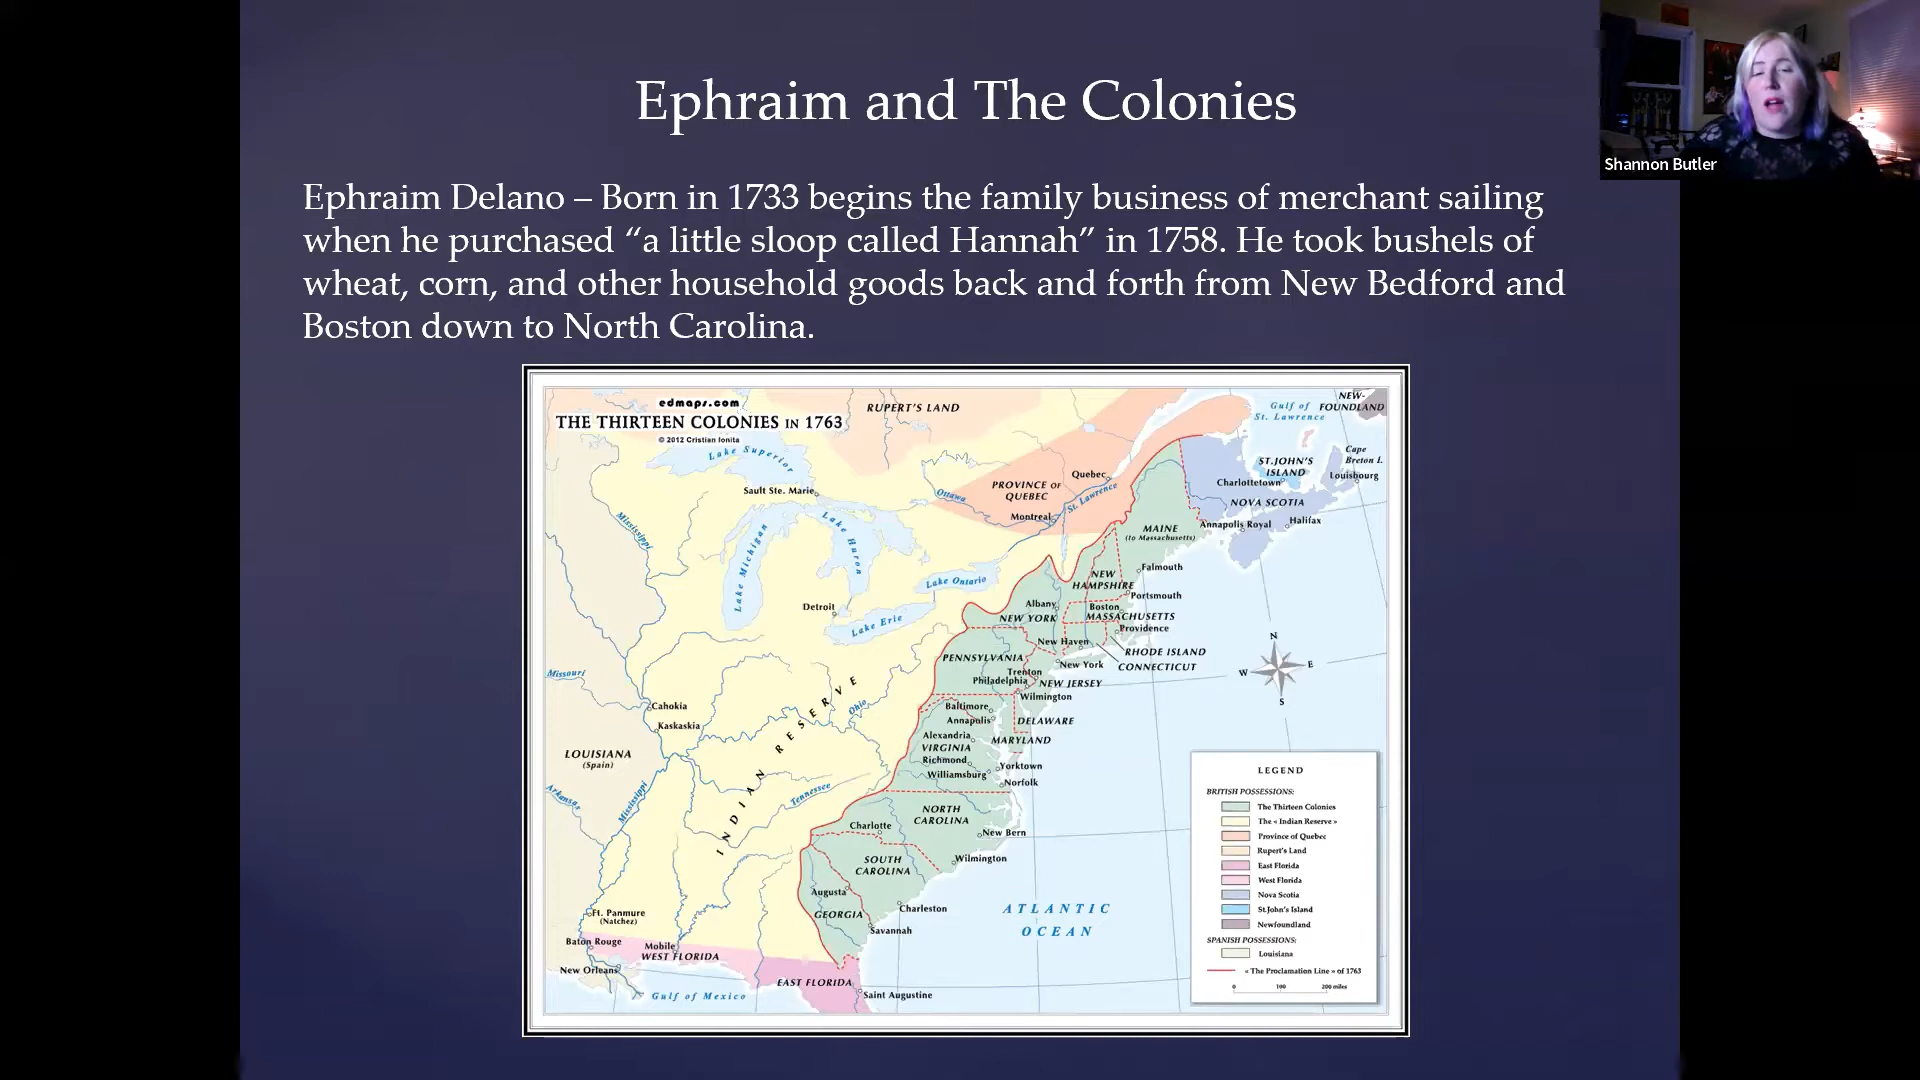 Ephraim and The Colonies
Shannon Butler
Ephraim Delano – Born in 1733 begins the family business of merchant sailing
when he purchased “a little sloop called Hannah” in 1758. He took bushels of
wheat, corn, and other household goods back and forth from New Bedford and
Boston down to North Carolina.
edmaps.com
THE THIRTEEN COLONIES IN 1763
© 2012 Cristian Ionita
RUPERT'S LAND
NEW-
FOUNDLAND
Gulf of
St. Lawrence
Lake Superior
Sault Ste. Marie
Quebec
PROVINCE OF
QUEBEC
Ottawa
St. Lawrence
Montreal
ST.JOHN'S
ISLAND
Charlottetown
Cape
Breton I.
Louisbourg
NOVA SCOTIA
Annapolis Royal
Halifax
Mississippi
Lake Michigan
Lake Huron
MAINE
(to Massachusetts)
Falmouth
NEW
HAMPSHIRE
Portsmouth
Lake Ontario
Detroit
Lake Erie
Albany
NEW YORK
Boston
MASSACHUSETTS
Providence
New Haven
RHODE ISLAND
CONNECTICUT
PENNSYLVANIA
New York
Trenton
Philadelphia
NEW JERSEY
Wilmington
N
W
E
S
Missouri
Cahokia
Kaskaskia
Ohio
INDIAN RESERVE
Baltimore
Annapolis
DELAWARE
Alexandria
MARYLAND
VIRGINIA
Richmond
Yorktown
Williamsburg
Norfolk
LOUISIANA
(Spain)
Arkansas
Mississippi
Tennessee
NORTH
CAROLINA
Charlotte
New Bern
Wilmington
SOUTH
CAROLINA
Augusta
GEORGIA
Charleston
Savannah
ATLANTIC
OCEAN
Ft. Panmure
(Natchez)
Baton Rouge
Mobile
WEST FLORIDA
New Orleans
Gulf of Mexico
EAST FLORIDA
Saint Augustine
LEGEND
BRITISH POSSESSIONS:
The Thirteen Colonies
The « Indian Reserve »
Province of Quebec
Rupert's Land
East Florida
West Florida
Nova Scotia
St.John's Island
Newfoundland
SPANISH POSSESSIONS:
Louisiana
« The Proclamation Line » of 1763
0 100 200 miles